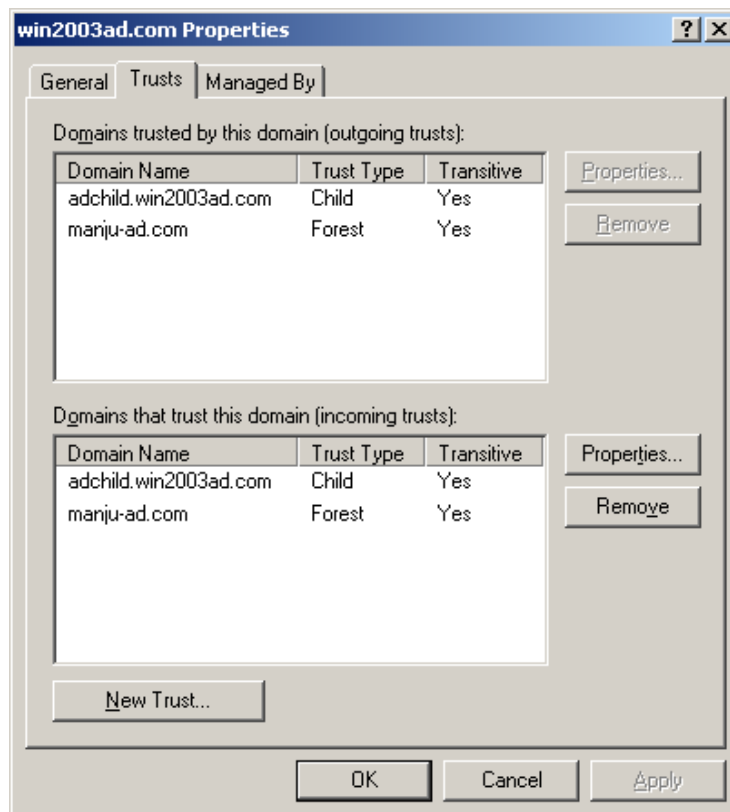 win2003ad.com Properties
General Trusts Managed By
Domains trusted by this domain (outgoing trusts):
Domain Name Trust Type Transitive
adchild.win2003ad.com Child Yes
manju-ad.com Forest Yes
Properties...
Remove
Domains that trust this domain (incoming trusts):
Domain Name Trust Type Transitive
adchild.win2003ad.com Child Yes
manju-ad.com Forest Yes
Properties...
Remove
New Trust...
OK Cancel Apply